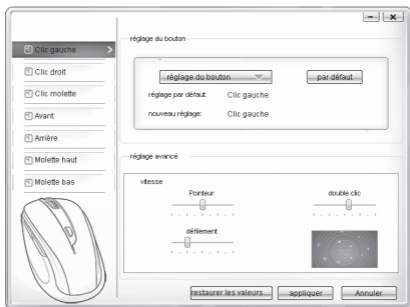 Clic gauche
Clic droit
Clic molette
Avant
Arrière
Molette haut
Molette bas
réglage du bouton
réglage du bouton
par défaut
réglage par défaut:
Clic gauche
nouveau réglage:
Clic gauche
réglage avancé
vitesse
Pointeur
double clic
défilement
restaurer les valeurs...
appliquer
Annuler